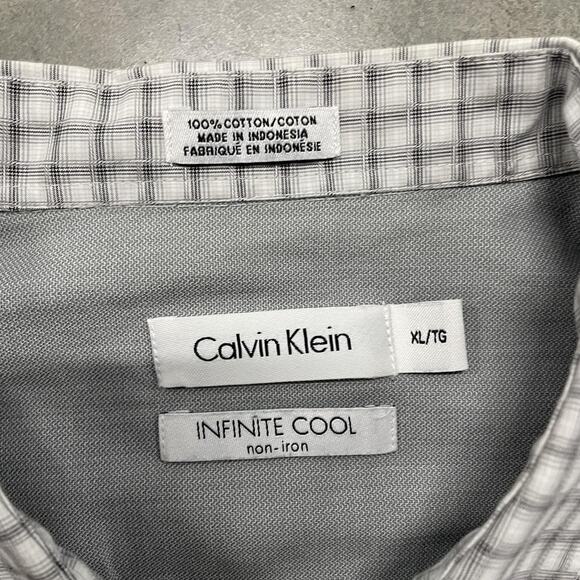 100% COTTON/COTON
MADE IN INDONESIA
FABRIQUÉ EN INDONÉSIE
Calvin Klein
XL/TG
INFINITE COOL
non-iron